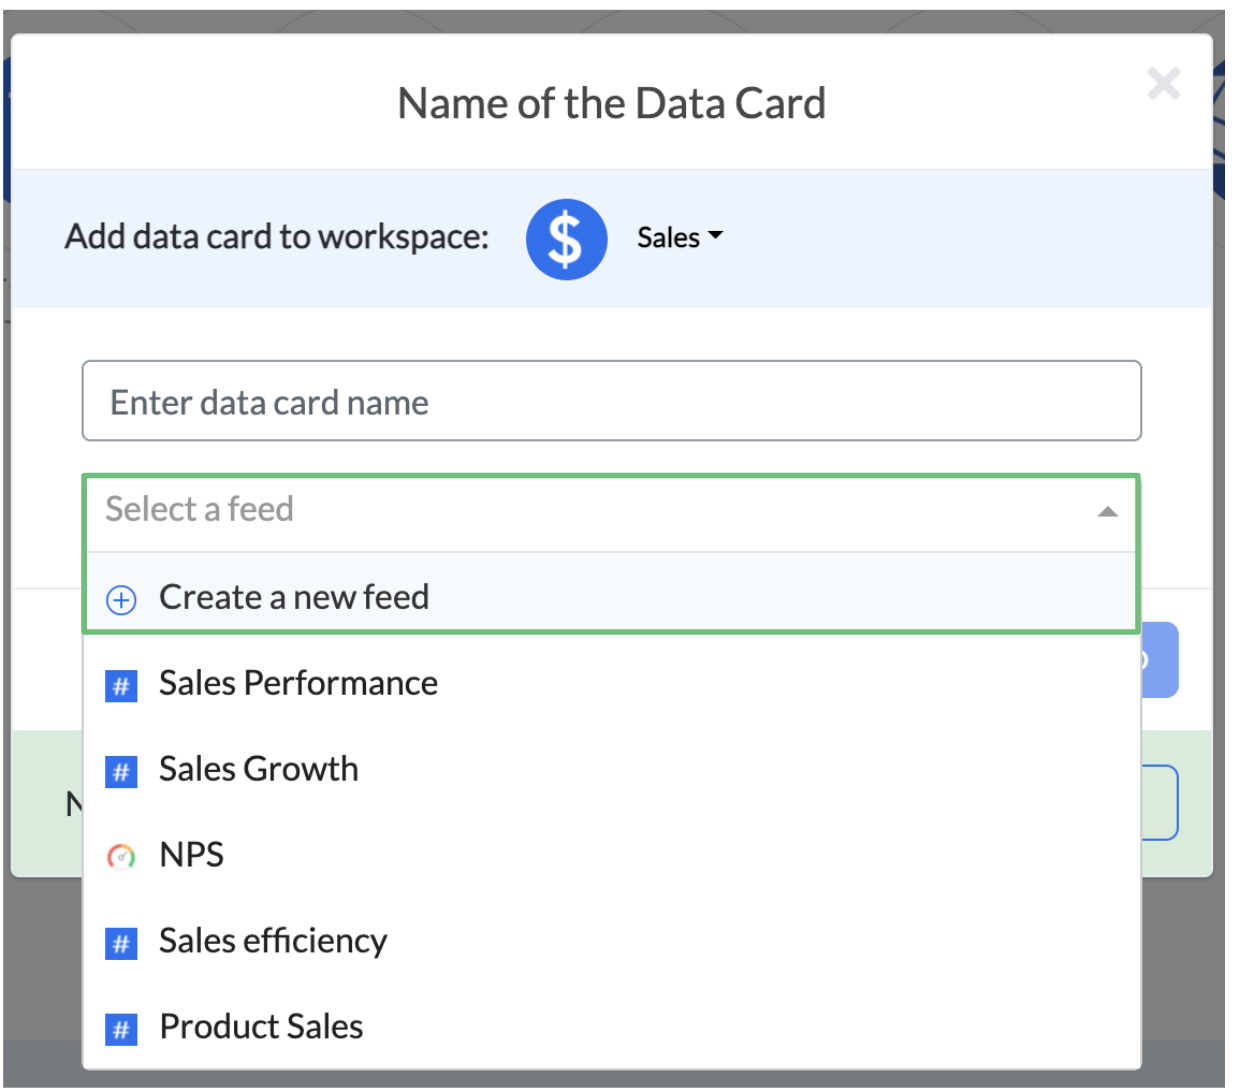 Name of the Data Card
Add data card to workspace:
$
Sales
Enter data card name
Select a feed
Create a new feed
# Sales Performance
# Sales Growth
NPS
# Sales efficiency
# Product Sales